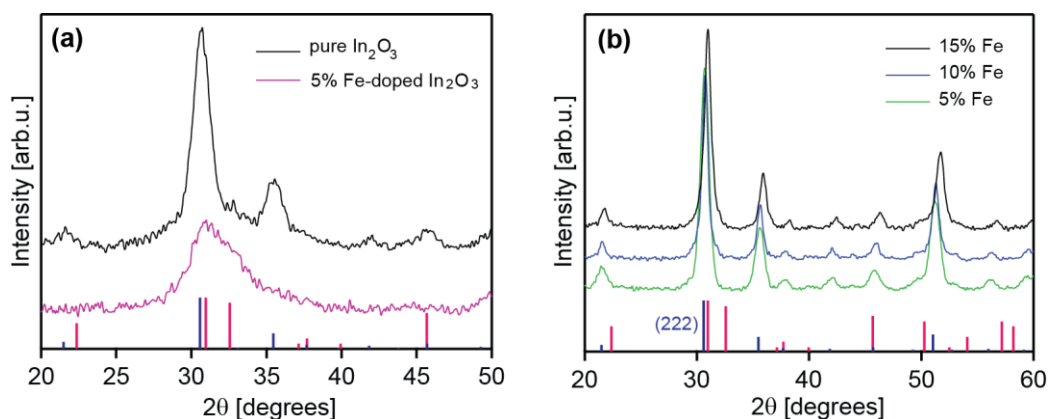 (a)
pure In₂O₃
5% Fe-doped In₂O₃
Intensity [arb.u.]
20 25 30 35 40 45 50
2θ [degrees]
(b)
15% Fe
10% Fe
5% Fe
Intensity [arb.u.]
(222)
20 30 40 50 60
2θ [degrees]